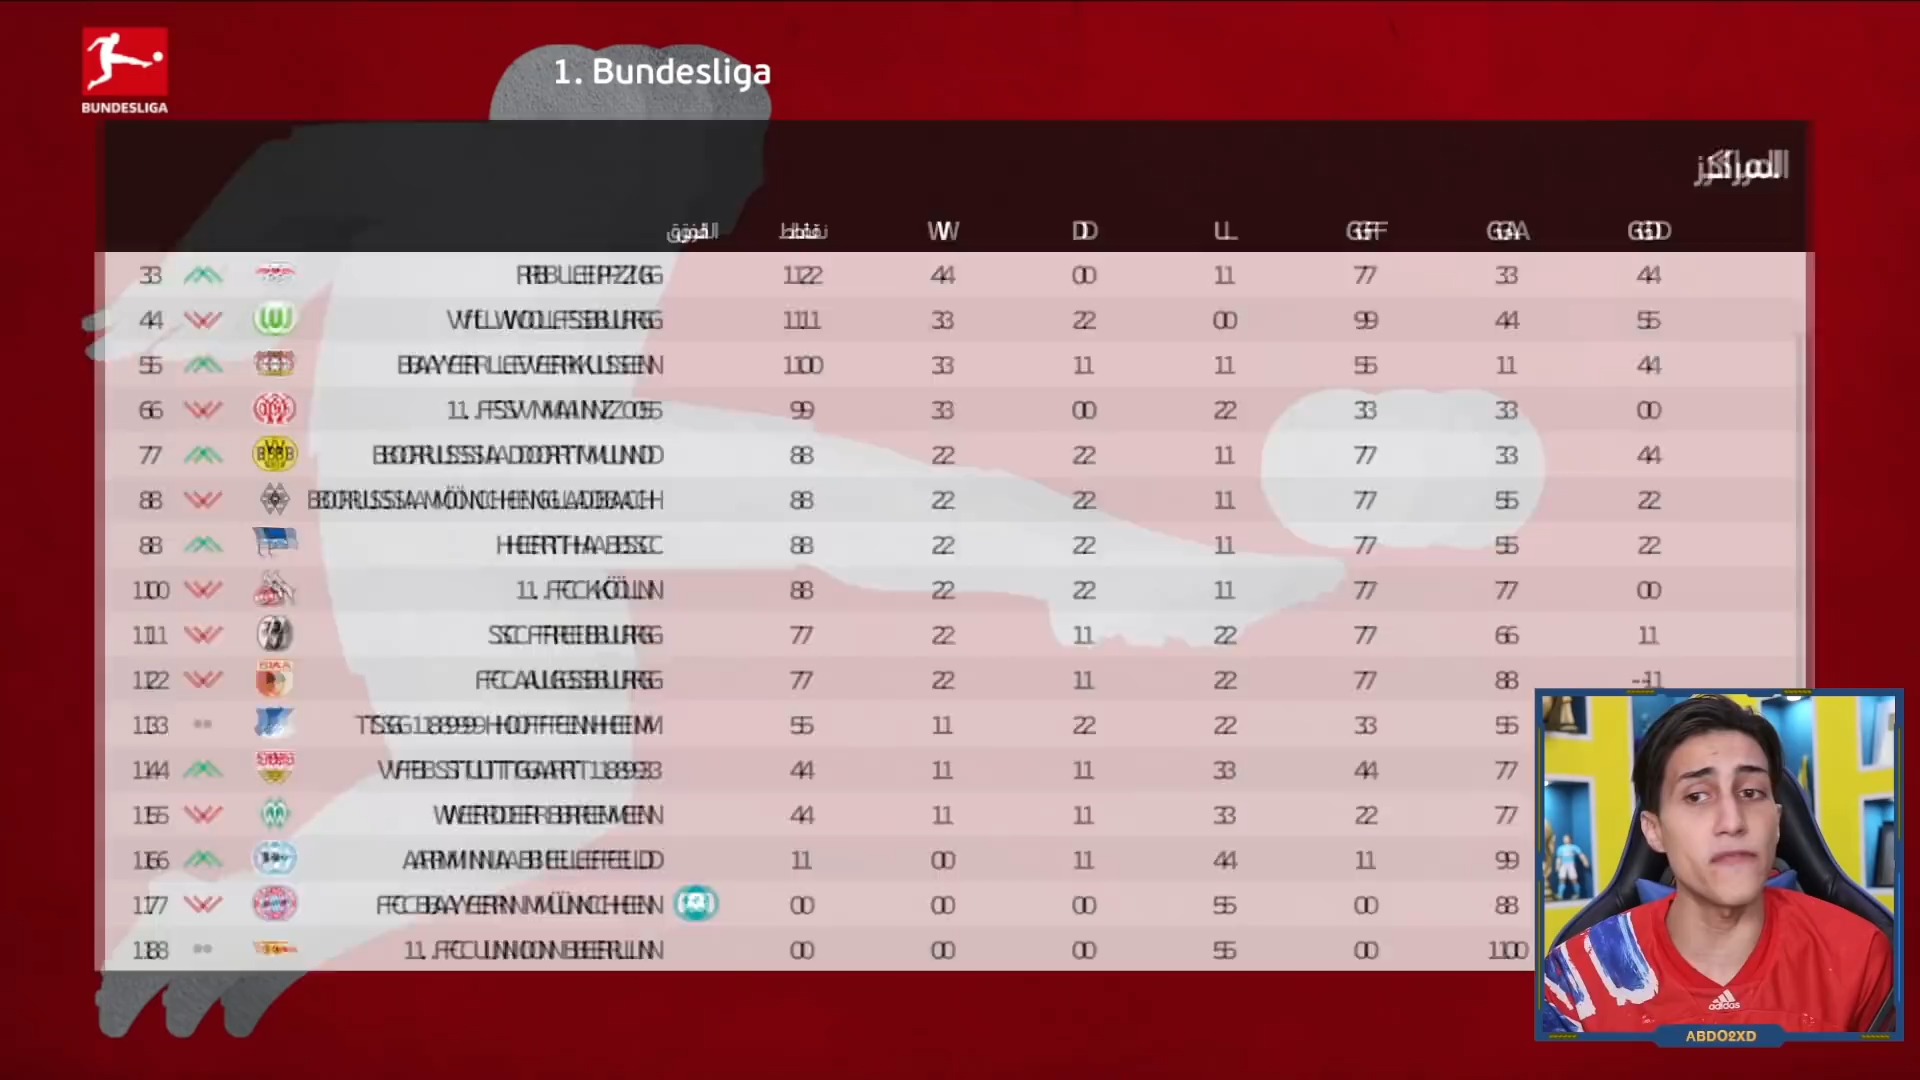 BUNDESLIGA
1. Bundesliga
المراكز
الفرق نقاط W D L GF GA GD
3 RB LEIPZIG 12 4 0 1 7 3 4
4 VFL WOLFSBURG 11 3 2 0 9 4 5
5 BAYER LEVERKUSEN 10 3 1 1 5 1 4
6 1. FSV MAINZ 05 9 3 0 2 3 3 0
7 BORUSSIA DORTMUND 8 2 2 1 7 3 4
8 BORUSSIA MÖNCHENGLADBACH 8 2 2 1 7 5 2
8 HERTHA BSC 8 2 2 1 7 5 2
10 1. FC KÖLN 8 2 2 1 7 7 0
11 SC FREIBURG 7 2 1 2 7 6 1
12 FC AUGSBURG 7 2 1 2 7 8 -1
13 TSG 1899 HOFFENHEIM 5 1 2 2 3 5
14 VFB STUTTGART 1893 4 1 1 3 4 7
15 WERDER BREMEN 4 1 1 3 2 7
16 ARMINIA BIELEFELD 1 0 1 4 1 9
17 FC BAYERN MÜNCHEN 0 0 0 5 0 8
18 1. FC UNION BERLIN 0 0 0 5 0 10
adidas
ABDO2XD